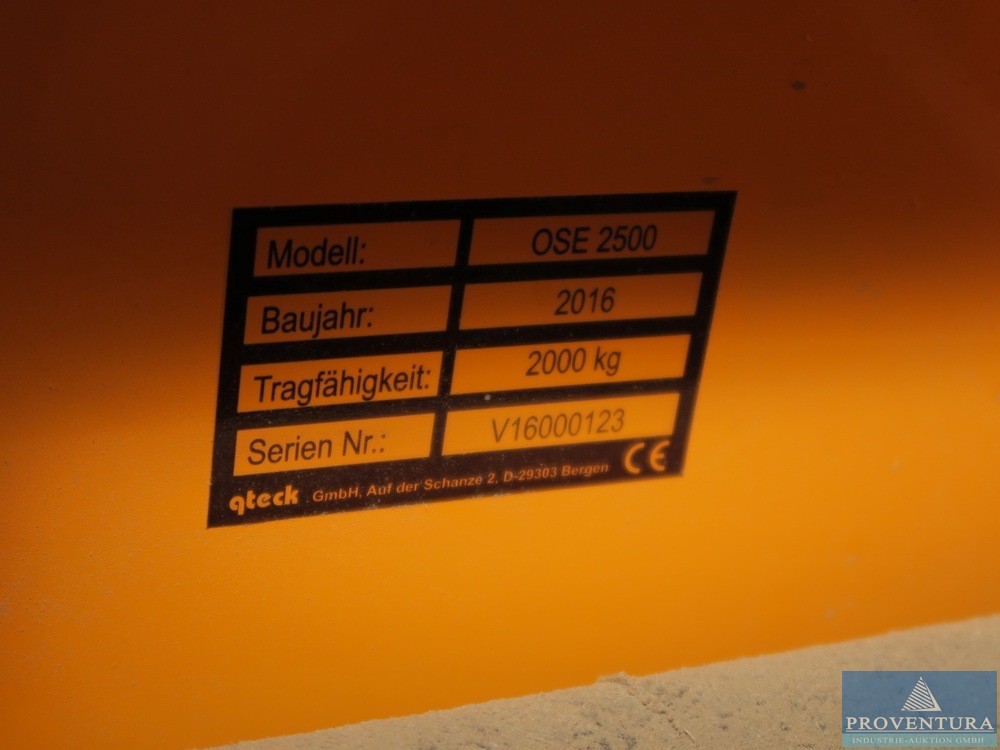 Modell: OSE 2500
Baujahr: 2016
Tragfähigkeit: 2000 kg
Serien Nr.: V16000123
qteck GmbH, Auf der Schanze 2, D-29303 Bergen CE
PROVENTURA
INDUSTRIE-AUKTION GMBH